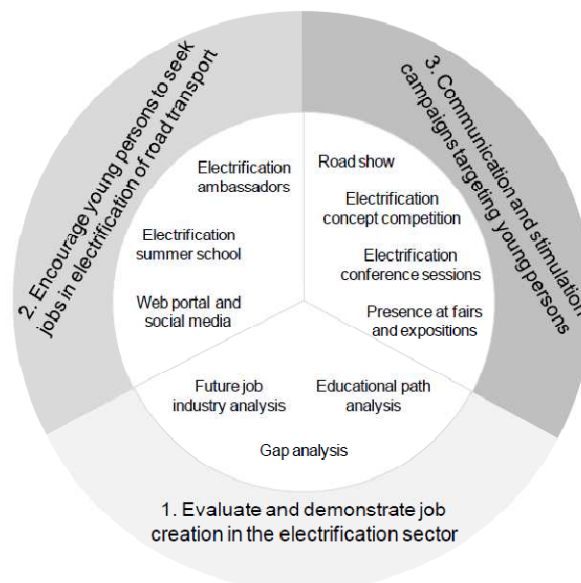 2. Encourage young persons to seek
jobs in electrification of road transport
3. Communication and stimulation
campaigns targeting young persons
Electrification
ambassadors
Electrification
summer school
Web portal and
social media
Road show
Electrification
concept competition
Electrification
conference sessions
Presence at fairs
and expositions
Future job
industry analysis
Educational path
analysis
Gap analysis
1. Evaluate and demonstrate job
creation in the electrification sector